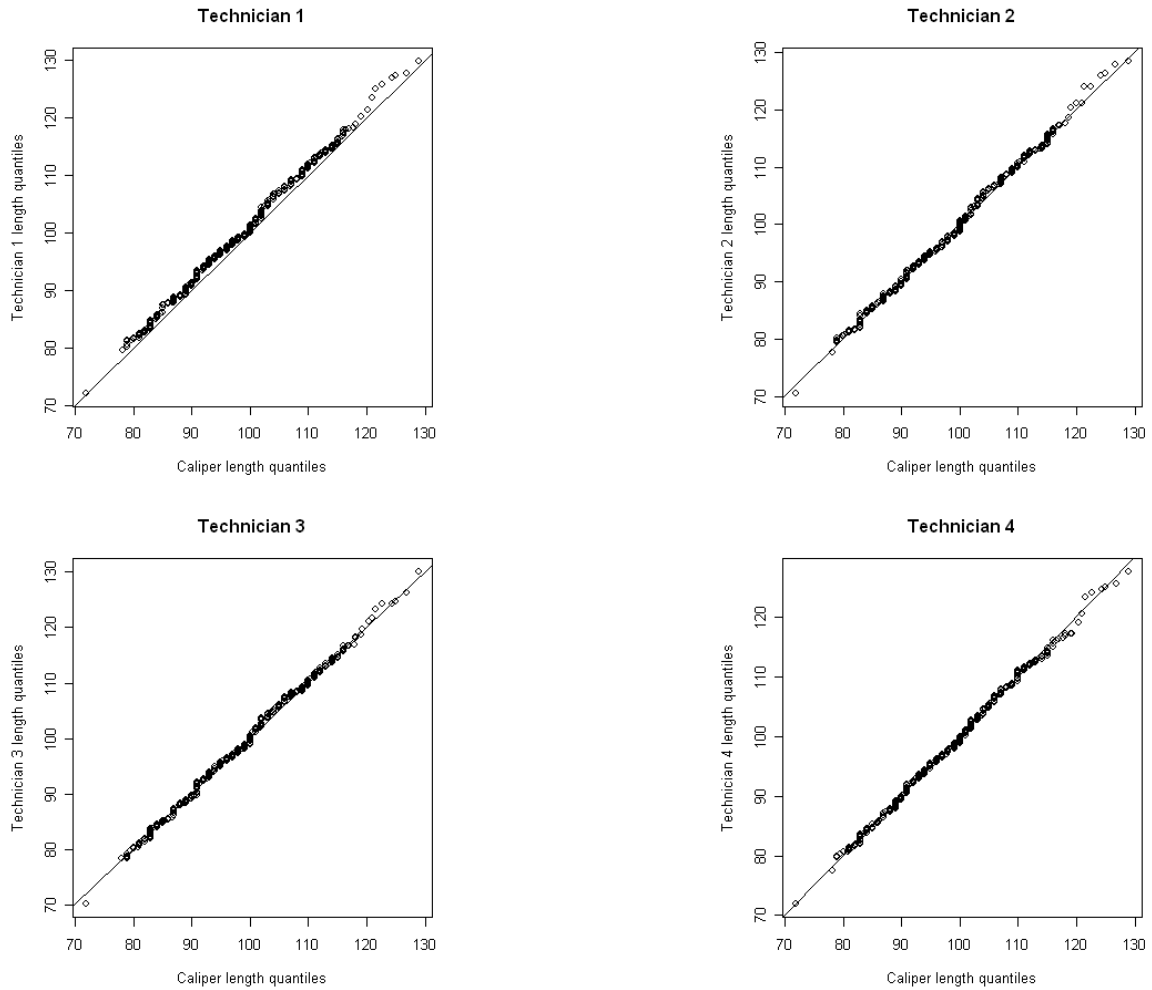 Technician 1
Technician 1 length quantiles
70 80 90 100 110 120 130
70 80 90 100 110 120 130
Caliper length quantiles
Technician 2
Technician 2 length quantiles
70 80 90 100 110 120 130
70 80 90 100 110 120 130
Caliper length quantiles
Technician 3
Technician 3 length quantiles
70 80 90 100 110 120 130
70 80 90 100 110 120 130
Caliper length quantiles
Technician 4
Technician 4 length quantiles
70 80 90 100 110 120
70 80 90 100 110 120 130
Caliper length quantiles